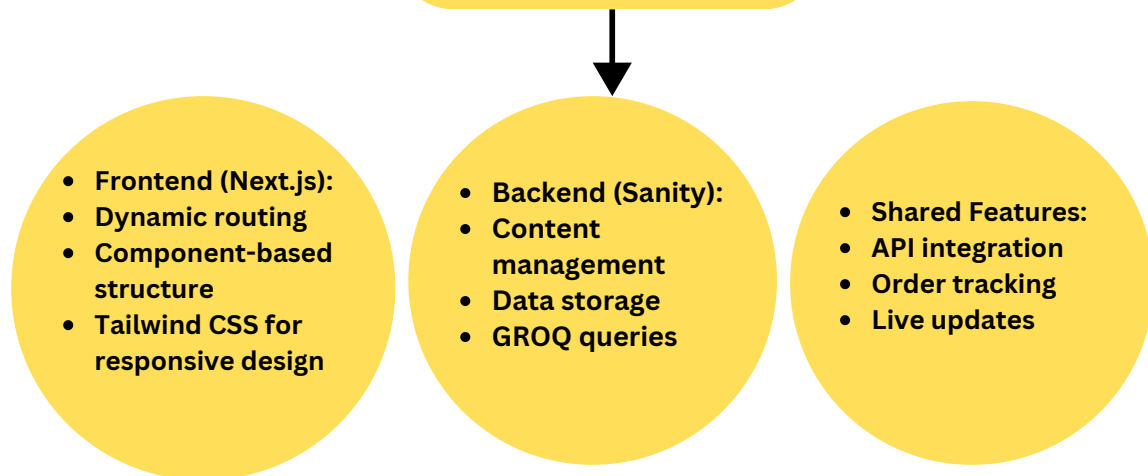 • Frontend (Next.js):
• Dynamic routing
• Component-based
structure
• Tailwind CSS for
responsive design
• Backend (Sanity):
• Content
management
• Data storage
• GROQ queries
• Shared Features:
• API integration
• Order tracking
• Live updates